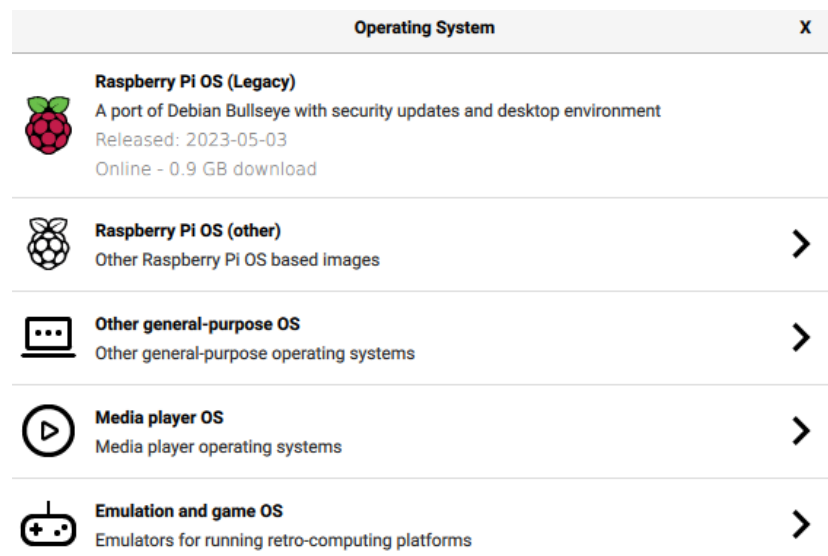 Operating System
X
Raspberry Pi OS (Legacy)
A port of Debian Bullseye with security updates and desktop environment
Released: 2023-05-03
Online - 0.9 GB download
Raspberry Pi OS (other)
Other Raspberry Pi OS based images
Other general-purpose OS
Other general-purpose operating systems
Media player OS
Media player operating systems
Emulation and game OS
Emulators for running retro-computing platforms